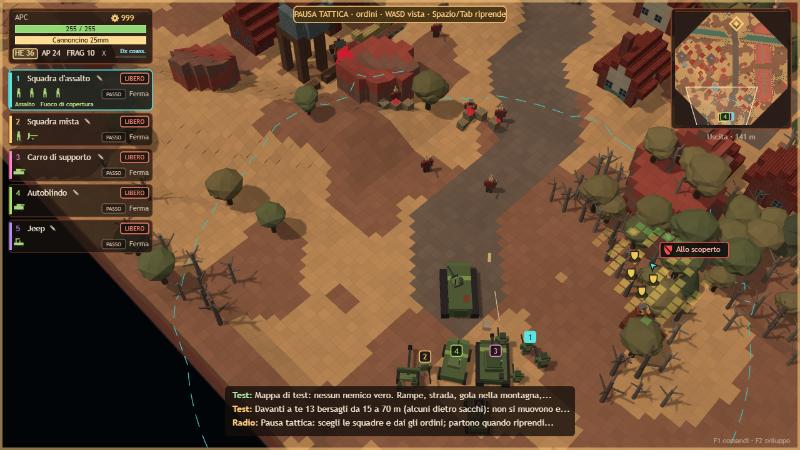 PAUSA TATTICA · ordini · WASD vista · Spazio/Tab riprende
APC 999
255 / 255
Cannoncino 25mm
HE 36 AP 24 FRAG 10 X
1 Squadra d'assalto LIBERO
PASSO Ferma
Assalto Fuoco di copertura
2 Squadra mista LIBERO
PASSO Ferma
3 Carro di supporto LIBERO
PASSO Ferma
4 Autoblindo LIBERO
PASSO Ferma
5 Jeep LIBERO
PASSO Ferma
4
Uscita · 141 m
Allo scoperto
1
2 4 3
Test: Mappa di test: nessun nemico vero. Rampe, strada, gola nella montagna,...
Test: Davanti a te 13 bersagli da 15 a 70 m (alcuni dietro sacchi): non si muovono e...
Radio: Pausa tattica: scegli le squadre e dai gli ordini; partono quando riprendi...
F1 comandi · F2 sviluppo